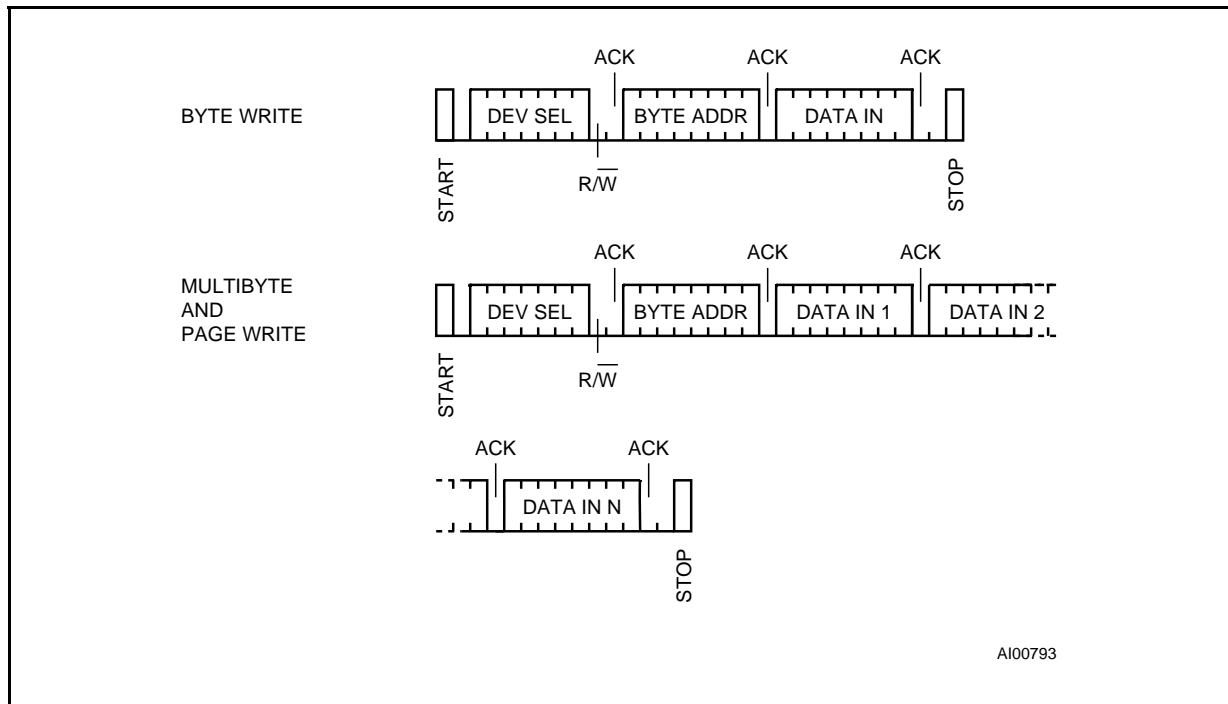 ACK ACK ACK
BYTE WRITE
DEV SEL BYTE ADDR DATA IN
R/W̅
START
STOP
ACK ACK ACK
MULTIBYTE
AND
PAGE WRITE
DEV SEL BYTE ADDR DATA IN 1 DATA IN 2
R/W̅
START
ACK ACK
DATA IN N
STOP
AI00793